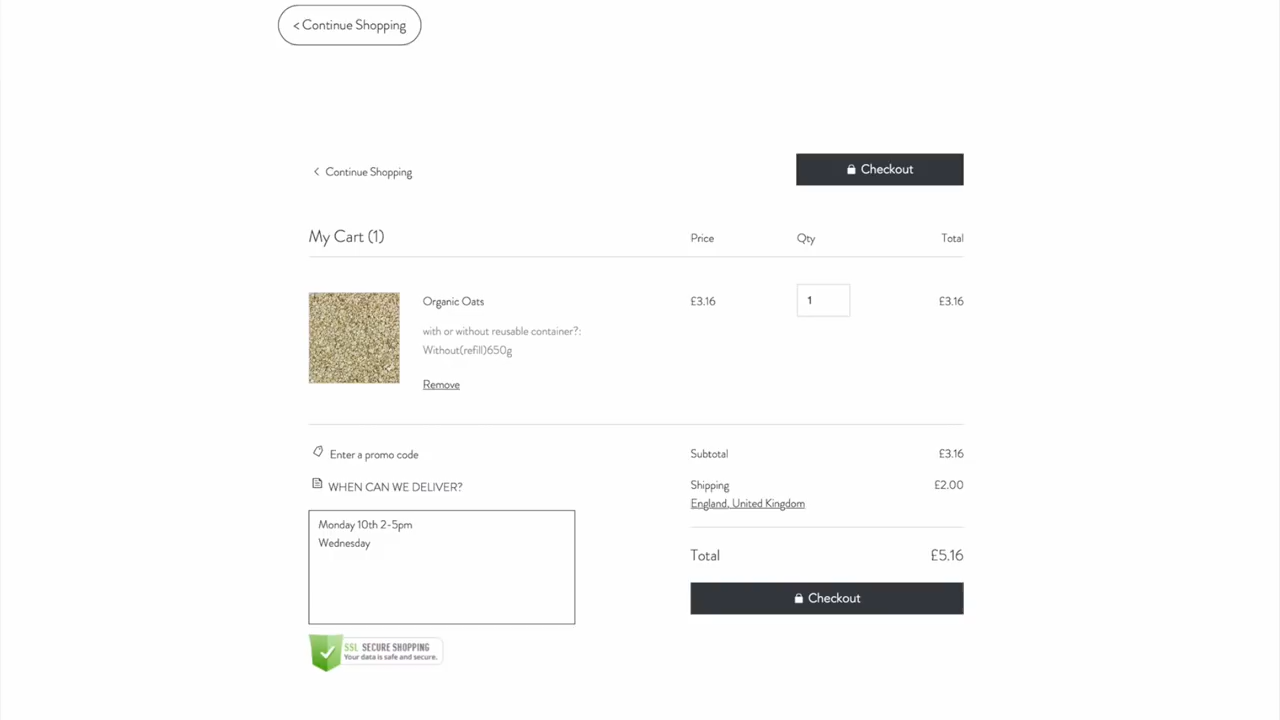 < Continue Shopping
Continue Shopping
Checkout
My Cart (1)
Price
Qty
Total
Organic Oats
£3.16
1
£3.16
with or without reusable container?:
Without(refill)650g
Remove
Enter a promo code
WHEN CAN WE DELIVER?
Monday 10th 2-5pm
Wednesday
Subtotal
£3.16
Shipping
£2.00
England, United Kingdom
Total
£5.16
Checkout
SSL SECURE SHOPPING
Your data is safe and secure.